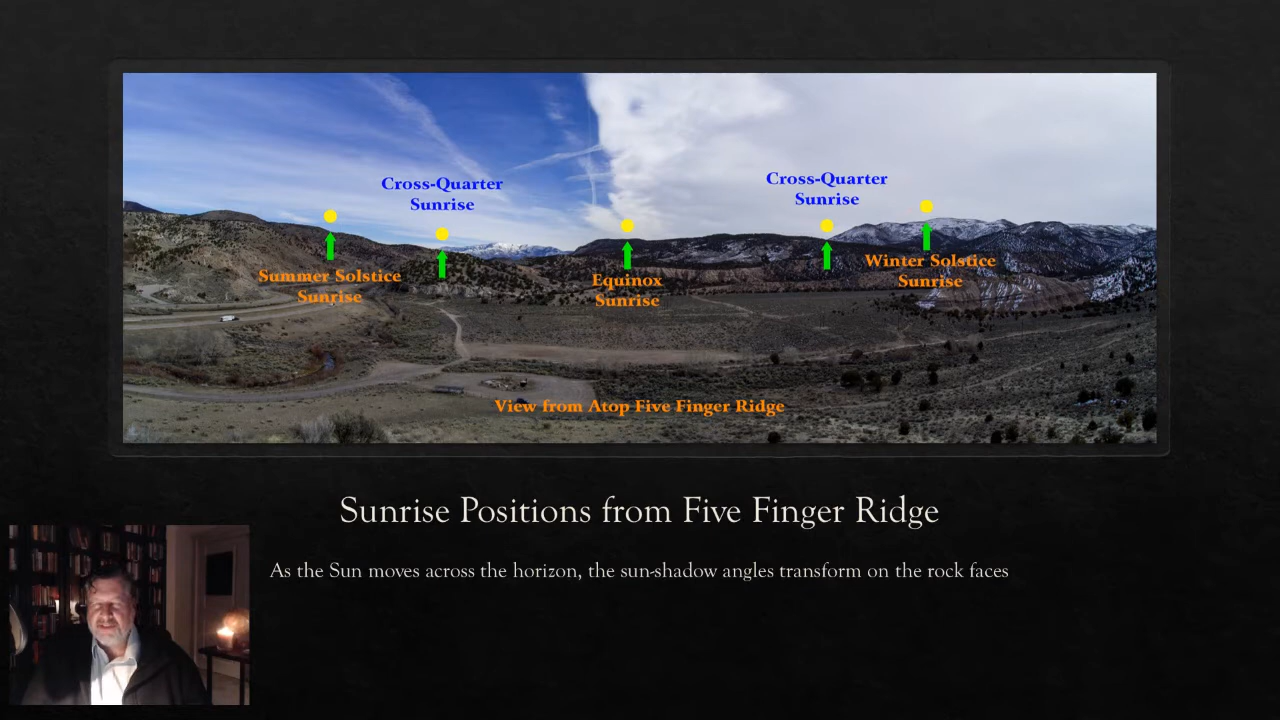 Cross-Quarter
Sunrise
Cross-Quarter
Sunrise
Summer Solstice
Sunrise
Equinox
Sunrise
Winter Solstice
Sunrise
View from Atop Five Finger Ridge
Sunrise Positions from Five Finger Ridge
As the Sun moves across the horizon, the sun-shadow angles transform on the rock faces